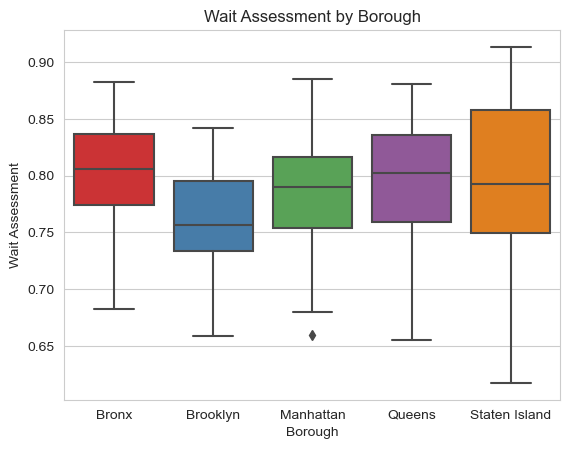 Wait Assessment by Borough
Wait Assessment
0.90
0.85
0.80
0.75
0.70
0.65
Bronx Brooklyn Manhattan Queens Staten Island
Borough